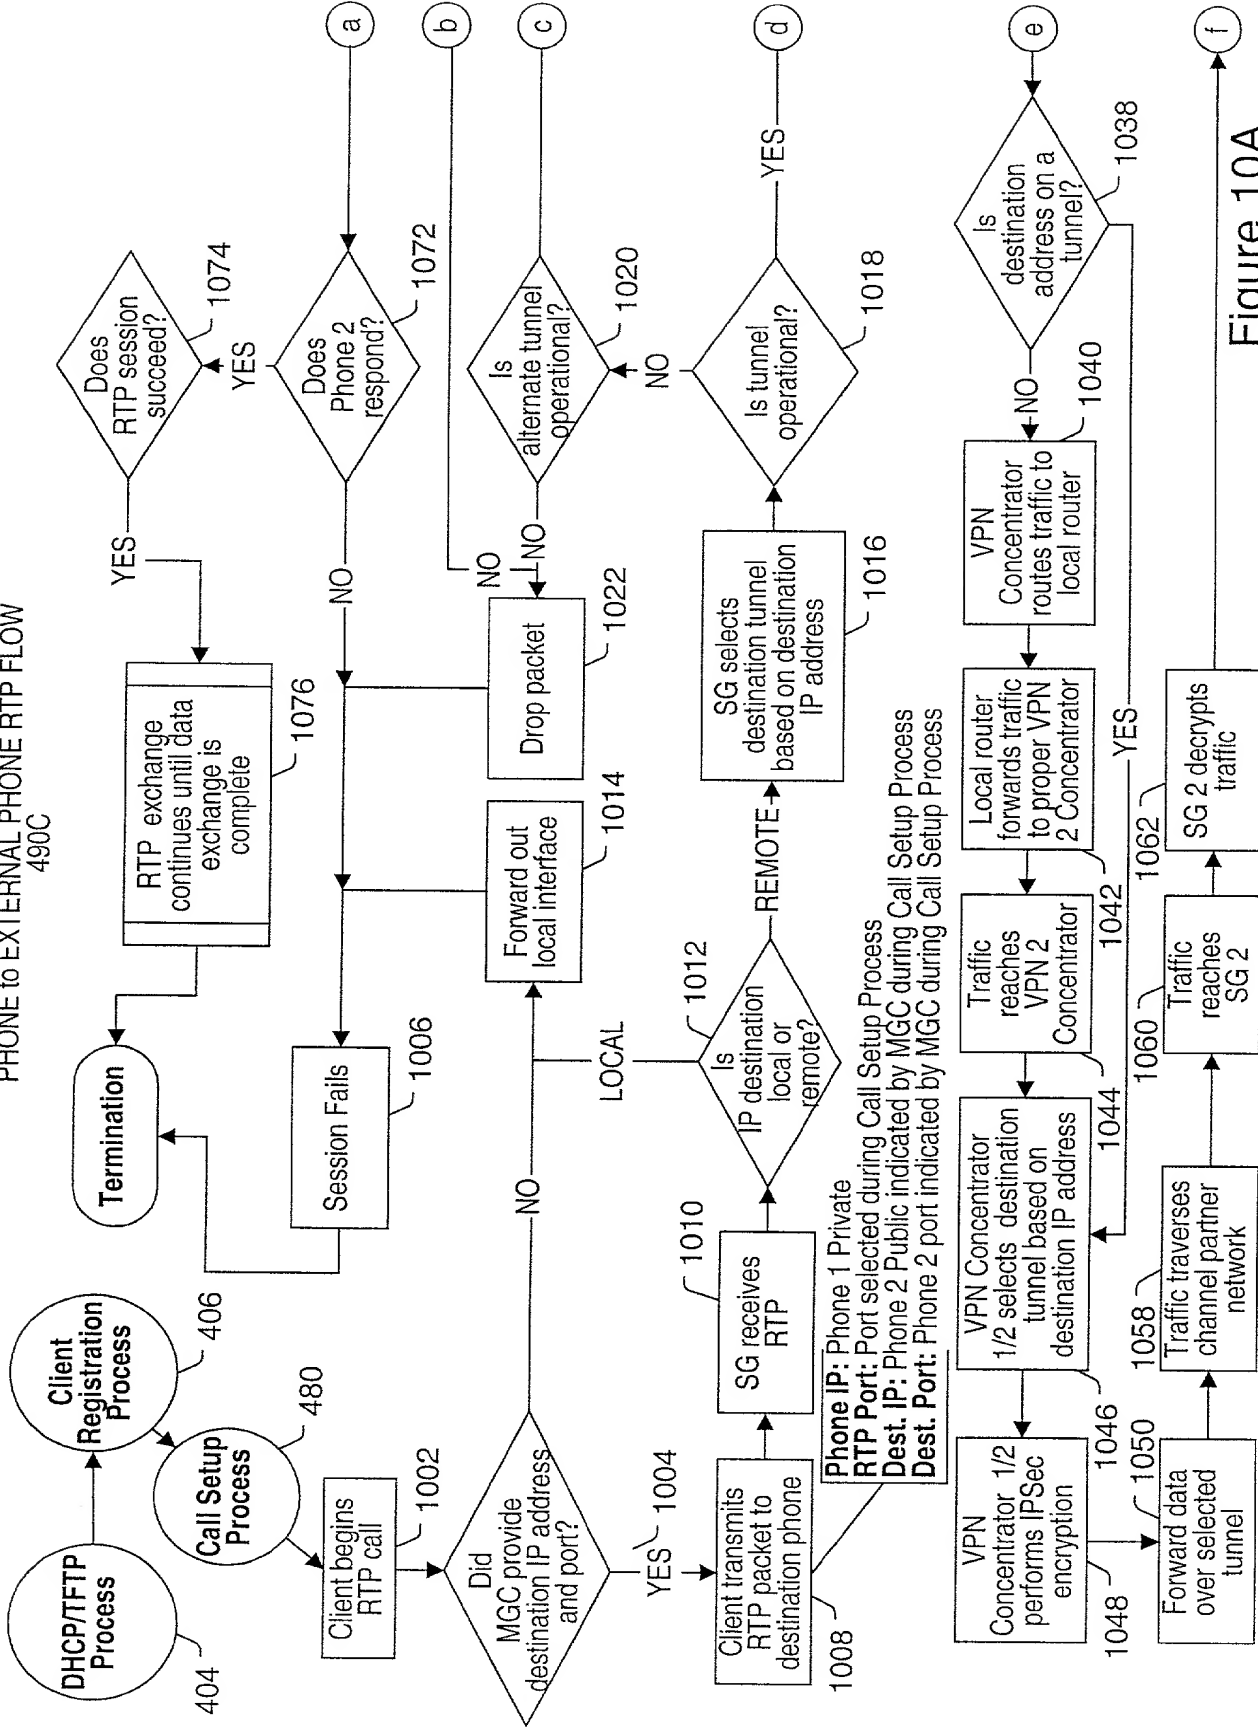 PHONE to EXTERNAL PHONE RTP FLOW
490C
DHCP/TFTP
Process
404
Client
Registration
Process
406
Call Setup
Process
480
Client begins
RTP call
1002
Did
MGC provide
destination IP address
and port?
1004
YES
NO
Client transmits
RTP packet to
destination phone
1008
Phone IP: Phone 1 Private
RTP Port: Port selected during Call Setup Process
Dest. IP: Phone 2 Public indicated by MGC during Call Setup Process
Dest. Port: Phone 2 port indicated by MGC during Call Setup Process
SG receives
RTP
1010
Is
IP destination
local or
remote?
1012
LOCAL
REMOTE
Forward out
local interface
1014
SG selects
destination tunnel
based on destination
IP address
1016
Is tunnel
operational?
1018
YES
d
NO
Is
alternate tunnel
operational?
1020
c
NO
NO
b
Drop packet
1022
Session Fails
1006
Termination
RTP exchange
continues until data
exchange is
complete
1076
YES
Does
RTP session
succeed?
1074
YES
Does
Phone 2
respond?
1072
NO
a
e
Is
destination
address on a
tunnel?
1038
NO
YES
VPN
Concentrator
routes traffic to
local router
1040
Local router
forwards traffic
to proper VPN
2 Concentrator
1042
Traffic
reaches
VPN 2
Concentrator
1044
VPN Concentrator
1/2 selects destination
tunnel based on
destination IP address
1046
VPN
Concentrator 1/2
performs IPSec
encryption
1048
Forward data
over selected
tunnel
1050
Traffic traverses
channel partner
network
1058
Traffic
reaches
SG 2
1060
SG 2 decrypts
traffic
1062
f
Figure 10A